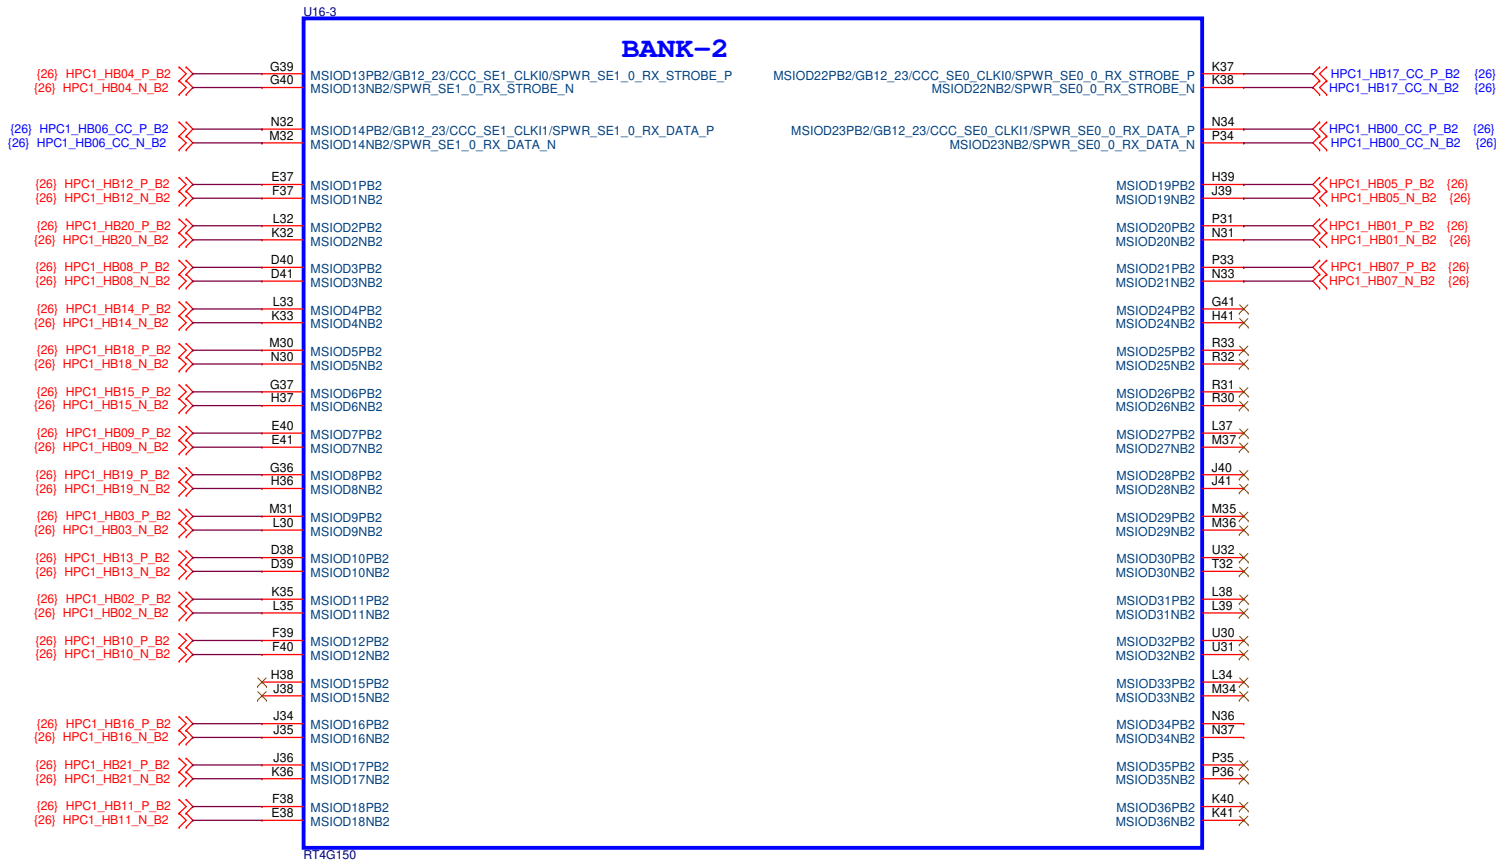 U16-3
BANK-2
{26} HPC1_HB04_P_B2 G39 MSIOD13PB2/GB12_23/CCC_SE1_CLKI0/SPWR_SE1_0_RX_STROBE_P MSIOD22PB2/GB12_23/CCC_SE0_CLKI0/SPWR_SE0_0_RX_STROBE_P K37 HPC1_HB17_CC_P_B2 {26}
{26} HPC1_HB04_N_B2 G40 MSIOD13NB2/SPWR_SE1_0_RX_STROBE_N MSIOD22NB2/SPWR_SE0_0_RX_STROBE_N K38 HPC1_HB17_CC_N_B2 {26}
{26} HPC1_HB06_CC_P_B2 N32 MSIOD14PB2/GB12_23/CCC_SE1_CLKI1/SPWR_SE1_0_RX_DATA_P MSIOD23PB2/GB12_23/CCC_SE0_CLKI1/SPWR_SE0_0_RX_DATA_P N34 HPC1_HB00_CC_P_B2 {26}
{26} HPC1_HB06_CC_N_B2 M32 MSIOD14NB2/SPWR_SE1_0_RX_DATA_N MSIOD23NB2/SPWR_SE0_0_RX_DATA_N P34 HPC1_HB00_CC_N_B2 {26}
{26} HPC1_HB12_P_B2 E37 MSIOD1PB2 MSIOD19PB2 H39 HPC1_HB05_P_B2 {26}
{26} HPC1_HB12_N_B2 F37 MSIOD1NB2 MSIOD19NB2 J39 HPC1_HB05_N_B2 {26}
{26} HPC1_HB20_P_B2 L32 MSIOD2PB2 MSIOD20PB2 P31 HPC1_HB01_P_B2 {26}
{26} HPC1_HB20_N_B2 K32 MSIOD2NB2 MSIOD20NB2 N31 HPC1_HB01_N_B2 {26}
{26} HPC1_HB08_P_B2 D40 MSIOD3PB2 MSIOD21PB2 P33 HPC1_HB07_P_B2 {26}
{26} HPC1_HB08_N_B2 D41 MSIOD3NB2 MSIOD21NB2 N33 HPC1_HB07_N_B2 {26}
{26} HPC1_HB14_P_B2 L33 MSIOD4PB2 MSIOD24PB2 G41
{26} HPC1_HB14_N_B2 K33 MSIOD4NB2 MSIOD24NB2 H41
{26} HPC1_HB18_P_B2 M30 MSIOD5PB2 MSIOD25PB2 R33
{26} HPC1_HB18_N_B2 N30 MSIOD5NB2 MSIOD25NB2 R32
{26} HPC1_HB15_P_B2 G37 MSIOD6PB2 MSIOD26PB2 R31
{26} HPC1_HB15_N_B2 H37 MSIOD6NB2 MSIOD26NB2 R30
{26} HPC1_HB09_P_B2 E40 MSIOD7PB2 MSIOD27PB2 L37
{26} HPC1_HB09_N_B2 E41 MSIOD7NB2 MSIOD27NB2 M37
{26} HPC1_HB19_P_B2 G36 MSIOD8PB2 MSIOD28PB2 J40
{26} HPC1_HB19_N_B2 H36 MSIOD8NB2 MSIOD28NB2 J41
{26} HPC1_HB03_P_B2 M31 MSIOD9PB2 MSIOD29PB2 M35
{26} HPC1_HB03_N_B2 L30 MSIOD9NB2 MSIOD29NB2 M36
{26} HPC1_HB13_P_B2 D38 MSIOD10PB2 MSIOD30PB2 U32
{26} HPC1_HB13_N_B2 D39 MSIOD10NB2 MSIOD30NB2 T32
{26} HPC1_HB02_P_B2 K35 MSIOD11PB2 MSIOD31PB2 L38
{26} HPC1_HB02_N_B2 L35 MSIOD11NB2 MSIOD31NB2 L39
{26} HPC1_HB10_P_B2 F39 MSIOD12PB2 MSIOD32PB2 U30
{26} HPC1_HB10_N_B2 F40 MSIOD12NB2 MSIOD32NB2 U31
H38 MSIOD15PB2 MSIOD33PB2 L34
J38 MSIOD15NB2 MSIOD33NB2 M34
{26} HPC1_HB16_P_B2 J34 MSIOD16PB2 MSIOD34PB2 N36
{26} HPC1_HB16_N_B2 J35 MSIOD16NB2 MSIOD34NB2 N37
{26} HPC1_HB21_P_B2 J36 MSIOD17PB2 MSIOD35PB2 P35
{26} HPC1_HB21_N_B2 K36 MSIOD17NB2 MSIOD35NB2 P36
{26} HPC1_HB11_P_B2 F38 MSIOD18PB2 MSIOD36PB2 K40
{26} HPC1_HB11_N_B2 E38 MSIOD18NB2 MSIOD36NB2 K41
RT4G150